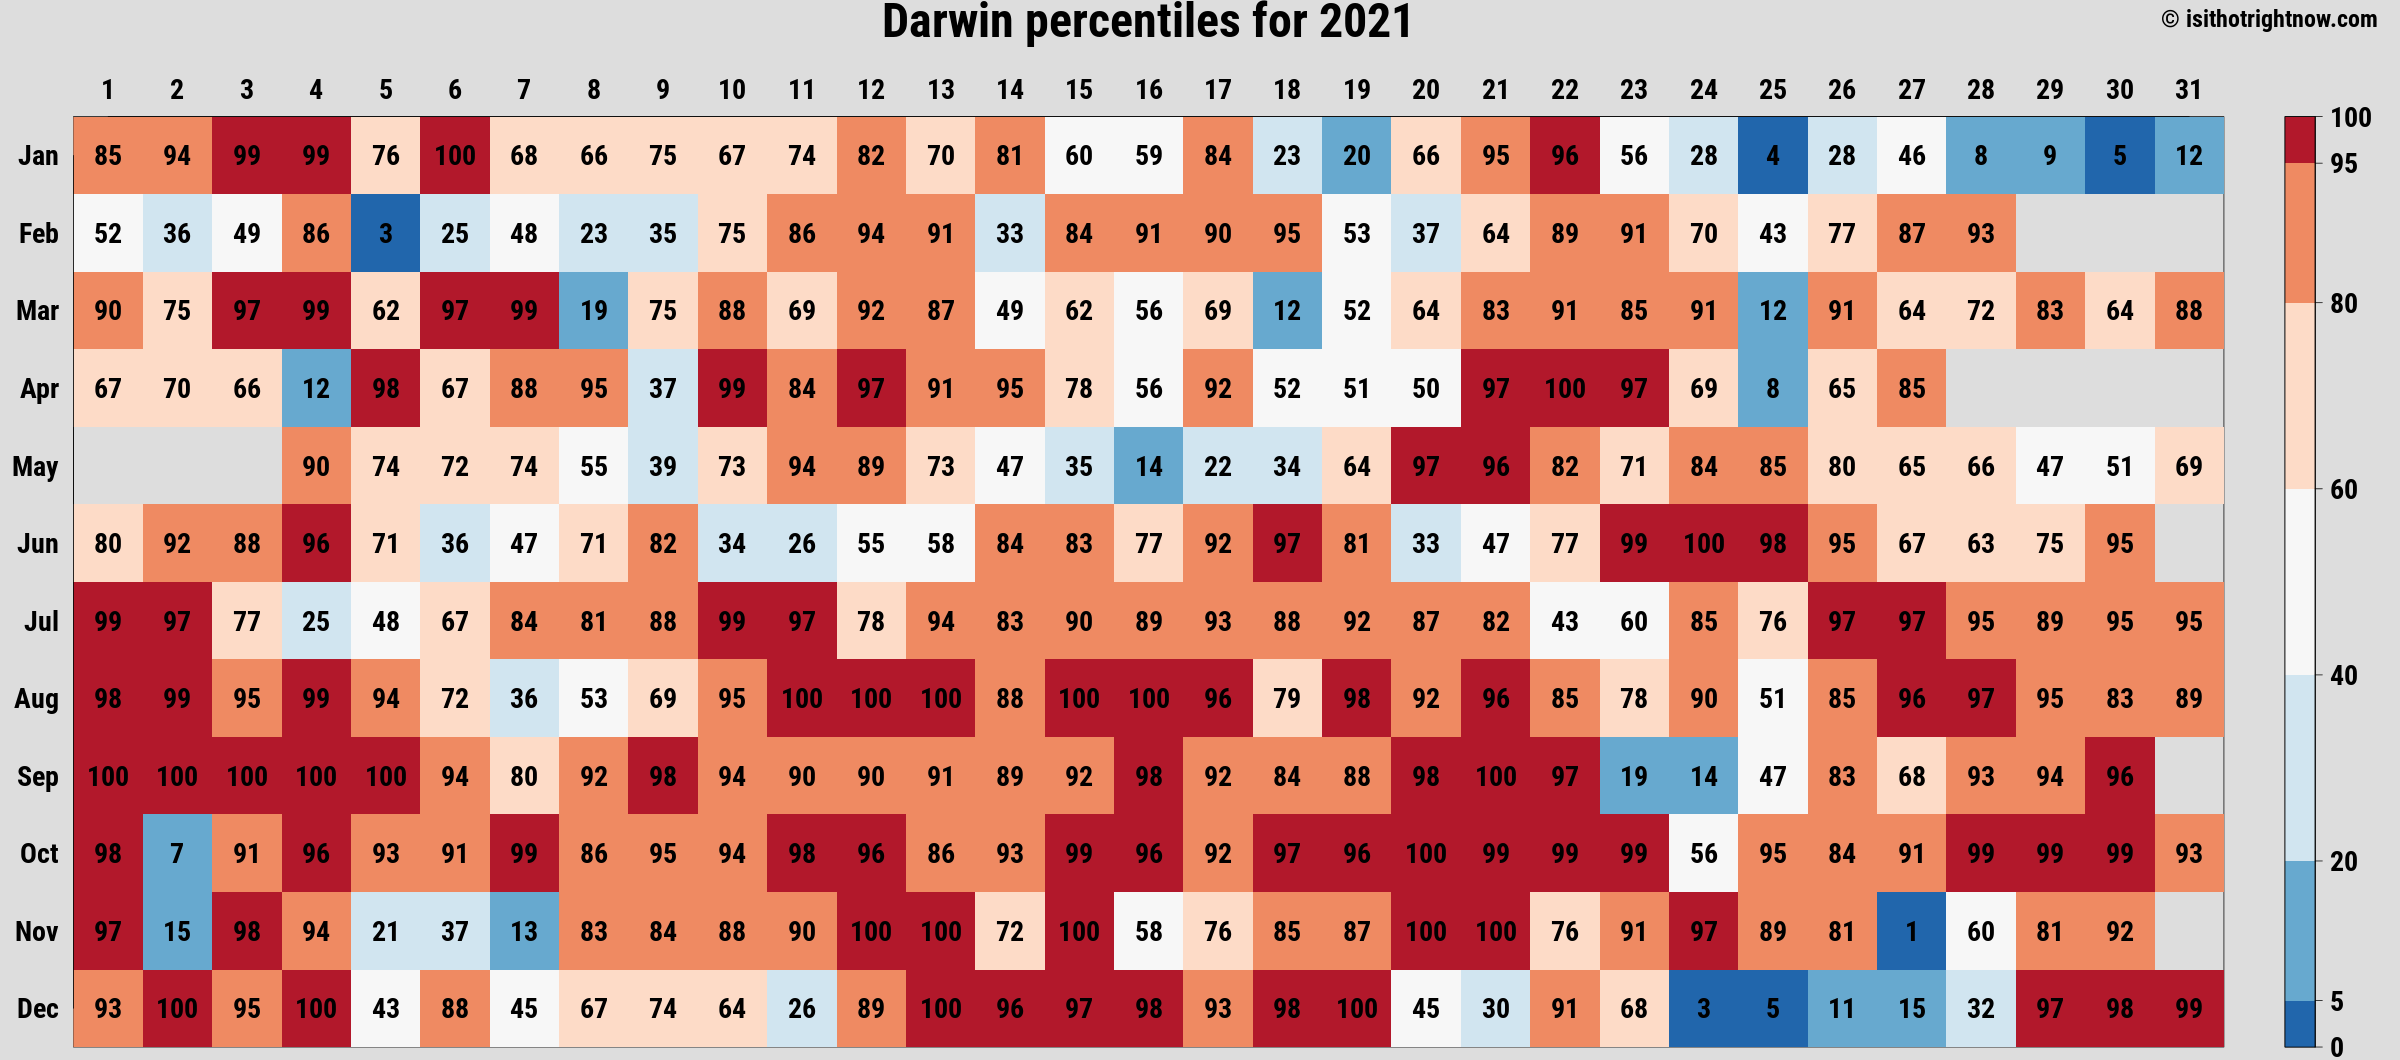 Darwin percentiles for 2021
© isithotrightnow.com
1 2 3 4 5 6 7 8 9 10 11 12 13 14 15 16 17 18 19 20 21 22 23 24 25 26 27 28 29 30 31
Jan 85 94 99 99 76 100 68 66 75 67 74 82 70 81 60 59 84 23 20 66 95 96 56 28 4 28 46 8 9 5 12
Feb 52 36 49 86 3 25 48 23 35 75 86 94 91 33 84 91 90 95 53 37 64 89 91 70 43 77 87 93
Mar 90 75 97 99 62 97 99 19 75 88 69 92 87 49 62 56 69 12 52 64 83 91 85 91 12 91 64 72 83 64 88
Apr 67 70 66 12 98 67 88 95 37 99 84 97 91 95 78 56 92 52 51 50 97 100 97 69 8 65 85
May 90 74 72 74 55 39 73 94 89 73 47 35 14 22 34 64 97 96 82 71 84 85 80 65 66 47 51 69
Jun 80 92 88 96 71 36 47 71 82 34 26 55 58 84 83 77 92 97 81 33 47 77 99 100 98 95 67 63 75 95
Jul 99 97 77 25 48 67 84 81 88 99 97 78 94 83 90 89 93 88 92 87 82 43 60 85 76 97 97 95 89 95 95
Aug 98 99 95 99 94 72 36 53 69 95 100 100 100 88 100 100 96 79 98 92 96 85 78 90 51 85 96 97 95 83 89
Sep 100 100 100 100 100 94 80 92 98 94 90 90 91 89 92 98 92 84 88 98 100 97 19 14 47 83 68 93 94 96
Oct 98 7 91 96 93 91 99 86 95 94 98 96 86 93 99 96 92 97 96 100 99 99 99 56 95 84 91 99 99 99 93
Nov 97 15 98 94 21 37 13 83 84 88 90 100 100 72 100 58 76 85 87 100 100 76 91 97 89 81 1 60 81 92
Dec 93 100 95 100 43 88 45 67 74 64 26 89 100 96 97 98 93 98 100 45 30 91 68 3 5 11 15 32 97 98 99
100
95
80
60
40
20
5
0